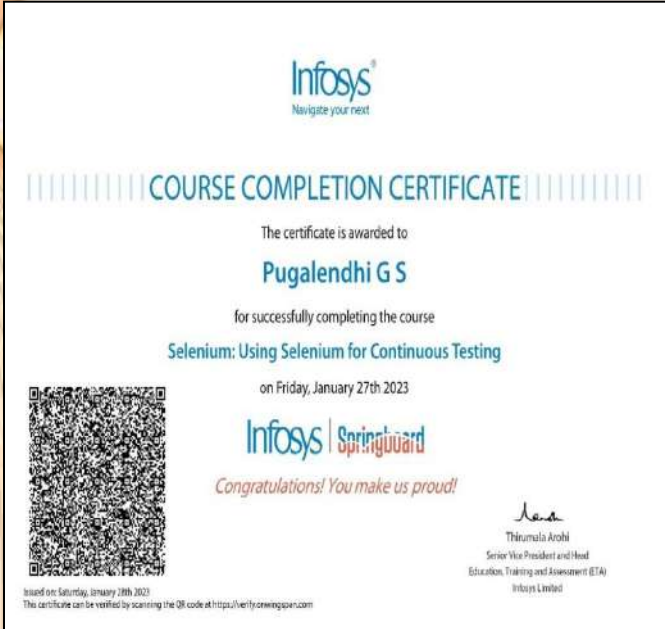 Infosys®
Navigate your next
COURSE COMPLETION CERTIFICATE
The certificate is awarded to
Pugalendhi G S
for successfully completing the course
Selenium: Using Selenium for Continuous Testing
on Friday, January 27th 2023
Infosys | Springboard
Congratulations! You make us proud!
Thirumala Arohi
Senior Vice President and Head
Education, Training and Assessment (ETA)
Infosys Limited
Issued on: Saturday, January 28th 2023
This certificate can be verified by scanning the QR code at https://verify.onwingspan.com